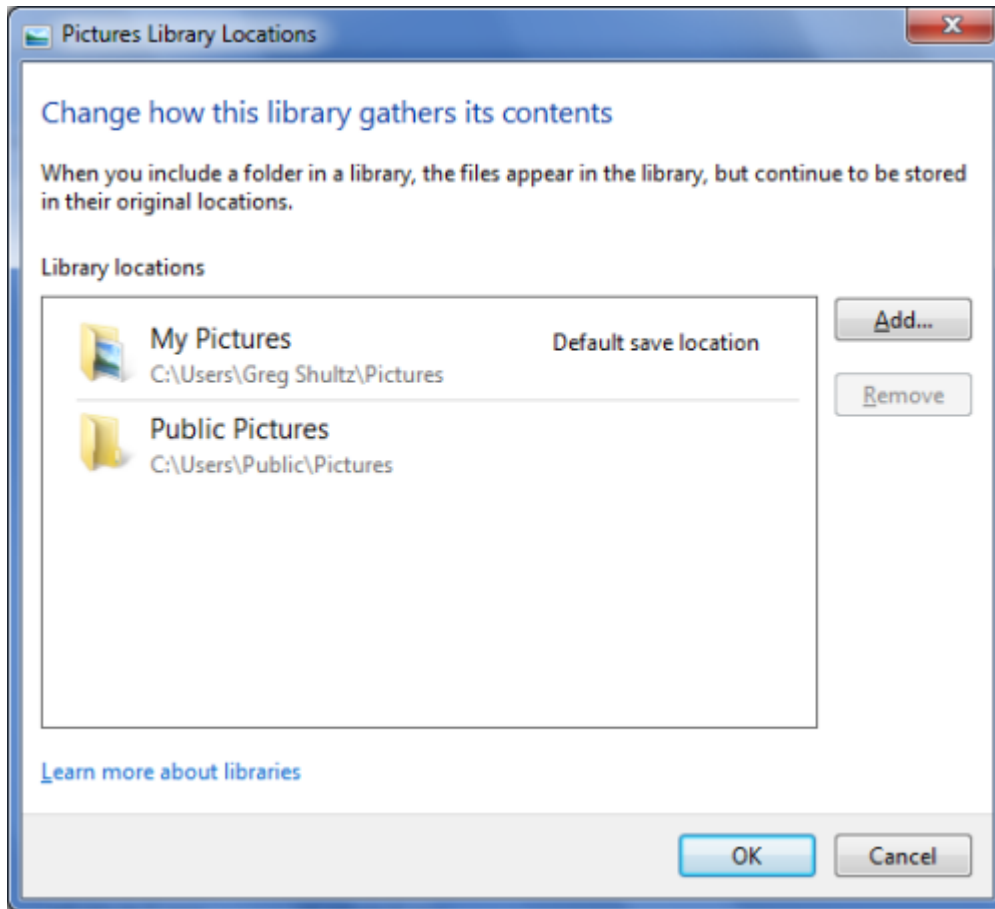 Pictures Library Locations
Change how this library gathers its contents
When you include a folder in a library, the files appear in the library, but continue to be stored
in their original locations.
Library locations
My Pictures
Default save location
C:\Users\Greg Shultz\Pictures
Public Pictures
C:\Users\Public\Pictures
Add...
Remove
Learn more about libraries
OK
Cancel